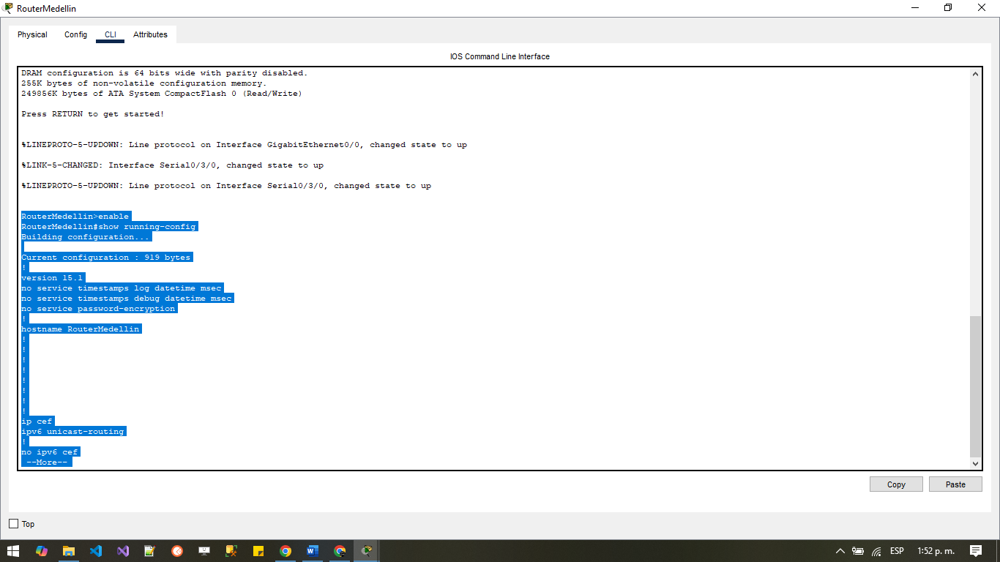 RouterMedellin
Physical Config CLI Attributes
IOS Command Line Interface
DRAM configuration is 64 bits wide with parity disabled.
255K bytes of non-volatile configuration memory.
249856K bytes of ATA System CompactFlash 0 (Read/Write)
Press RETURN to get started!
%LINEPROTO-5-UPDOWN: Line protocol on Interface GigabitEthernet0/0, changed state to up
%LINK-5-CHANGED: Interface Serial0/3/0, changed state to up
%LINEPROTO-5-UPDOWN: Line protocol on Interface Serial0/3/0, changed state to up
RouterMedellin>enable
RouterMedellin#show running-config
Building configuration...
Current configuration : 919 bytes
!
version 15.1
no service timestamps log datetime msec
no service timestamps debug datetime msec
no service password-encryption
!
hostname RouterMedellin
!
!
!
!
!
!
!
!
ip cef
ipv6 unicast-routing
!
no ipv6 cef
--More--
Copy Paste
Top
ESP 1:52 p. m.